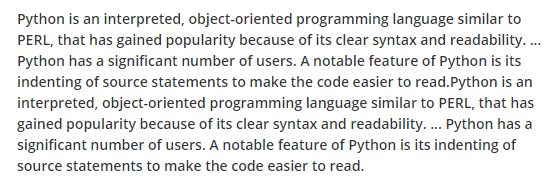 Python is an interpreted, object-oriented programming language similar to
PERL, that has gained popularity because of its clear syntax and readability. ...
Python has a significant number of users. A notable feature of Python is its
indenting of source statements to make the code easier to read.Python is an
interpreted, object-oriented programming language similar to PERL, that has
gained popularity because of its clear syntax and readability. ... Python has a
significant number of users. A notable feature of Python is its indenting of
source statements to make the code easier to read.